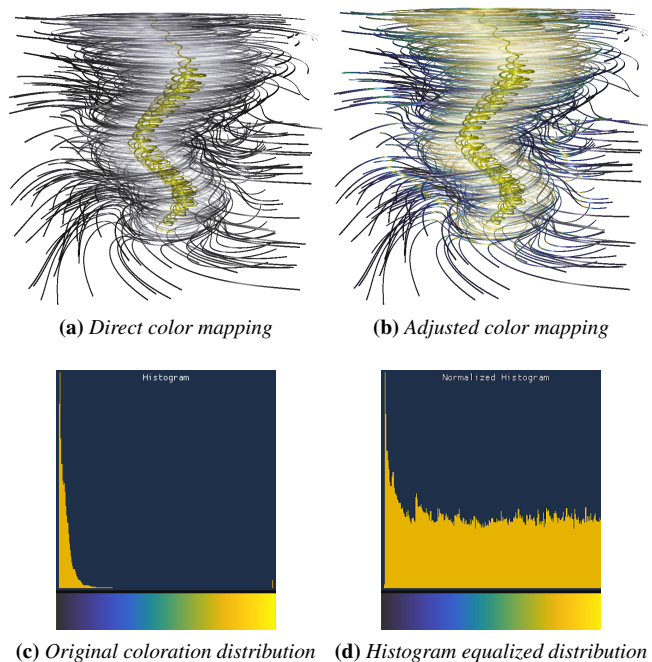 (a) Direct color mapping
(b) Adjusted color mapping
Histogram
Normalized Histogram
(c) Original coloration distribution
(d) Histogram equalized distribution